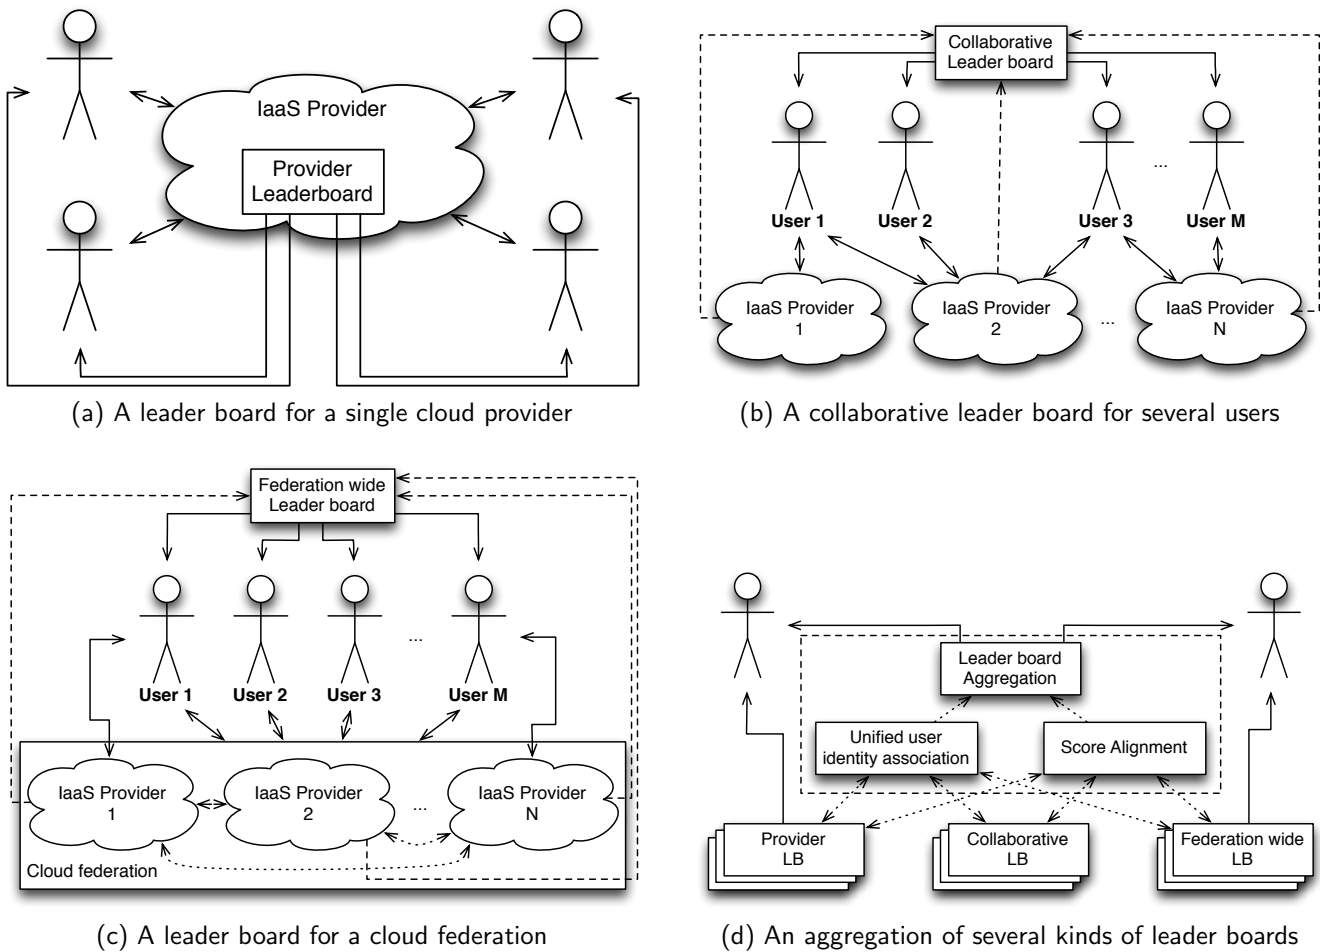 IaaS Provider
Provider
Leaderboard
(a) A leader board for a single cloud provider
Collaborative
Leader board
...
User 1
User 2
User 3
User M
IaaS Provider
1
IaaS Provider
2
...
IaaS Provider
N
(b) A collaborative leader board for several users
Federation wide
Leader board
...
User 1
User 2
User 3
User M
IaaS Provider
1
IaaS Provider
2
...
IaaS Provider
N
Cloud federation
(c) A leader board for a cloud federation
Leader board
Aggregation
Unified user
identity association
Score Alignment
Provider
LB
Collaborative
LB
Federation wide
LB
(d) An aggregation of several kinds of leader boards